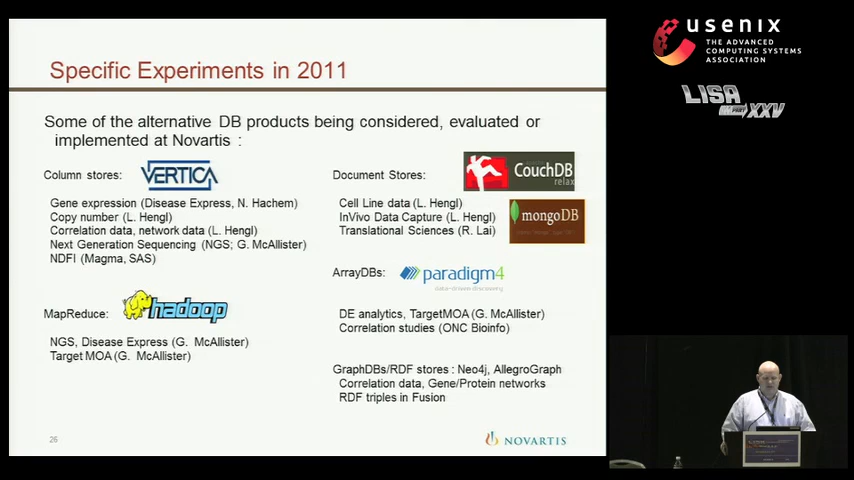 Specific Experiments in 2011
Some of the alternative DB products being considered, evaluated or
implemented at Novartis :
Column stores:
VERTICA
Gene expression (Disease Express, N. Hachem)
Copy number (L. Hengl)
Correlation data, network data (L. Hengl)
Next Generation Sequencing (NGS; G. McAllister)
NDFI (Magma, SAS)
MapReduce:
hadoop
NGS, Disease Express (G. McAllister)
Target MOA (G. McAllister)
Document Stores:
CouchDB
relax
Cell Line data (L. Hengl)
InVivo Data Capture (L. Hengl)
Translational Sciences (R. Lai)
mongoDB
ArrayDBs:
paradigm4
data-driven discovery
DE analytics, TargetMOA (G. McAllister)
Correlation studies (ONC Bioinfo)
GraphDBs/RDF stores : Neo4j, AllegroGraph
Correlation data, Gene/Protein networks
RDF triples in Fusion
26
NOVARTIS
usenix
THE ADVANCED
COMPUTING SYSTEMS
ASSOCIATION
LISA
XXV